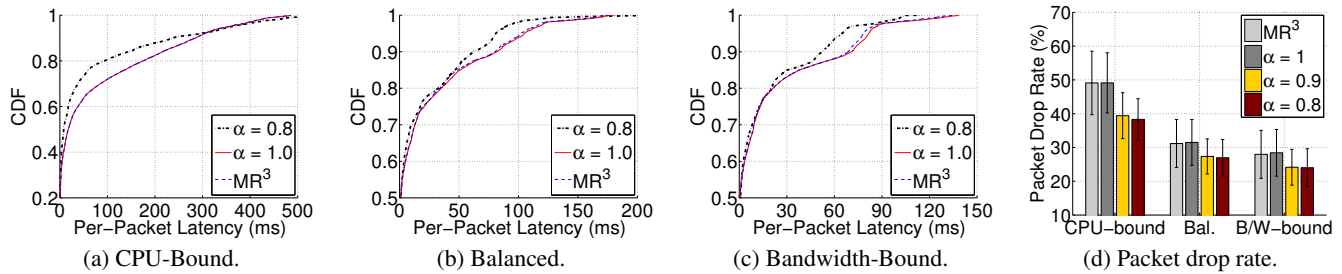 1
0.8
0.6
0.4
0.2
CDF
0 100 200 300 400 500
Per−Packet Latency (ms)
α = 0.8
α = 1.0
MR³
(a) CPU-Bound.
1
0.9
0.8
0.7
0.6
0.5
CDF
0 50 100 150 200
Per−Packet Latency (ms)
α = 0.8
α = 1.0
MR³
(b) Balanced.
1
0.9
0.8
0.7
0.6
0.5
CDF
0 30 60 90 120 150
Per−Packet Latency (ms)
α = 0.8
α = 1.0
MR³
(c) Bandwidth-Bound.
70
60
50
40
30
20
10
Packet Drop Rate (%)
MR³
α = 1
α = 0.9
α = 0.8
CPU−bound Bal. B/W−bound
(d) Packet drop rate.